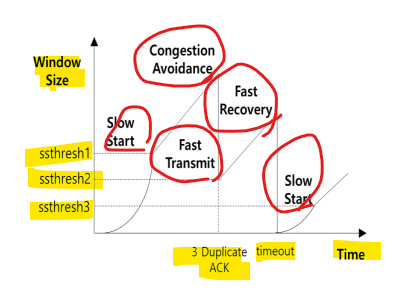 Congestion
Avoidance
Window
Size
Fast
Recovery
Slow
Start
Fast
Transmit
ssthresh1
ssthresh2
Slow
Start
ssthresh3
3 Duplicate
ACK
timeout
Time